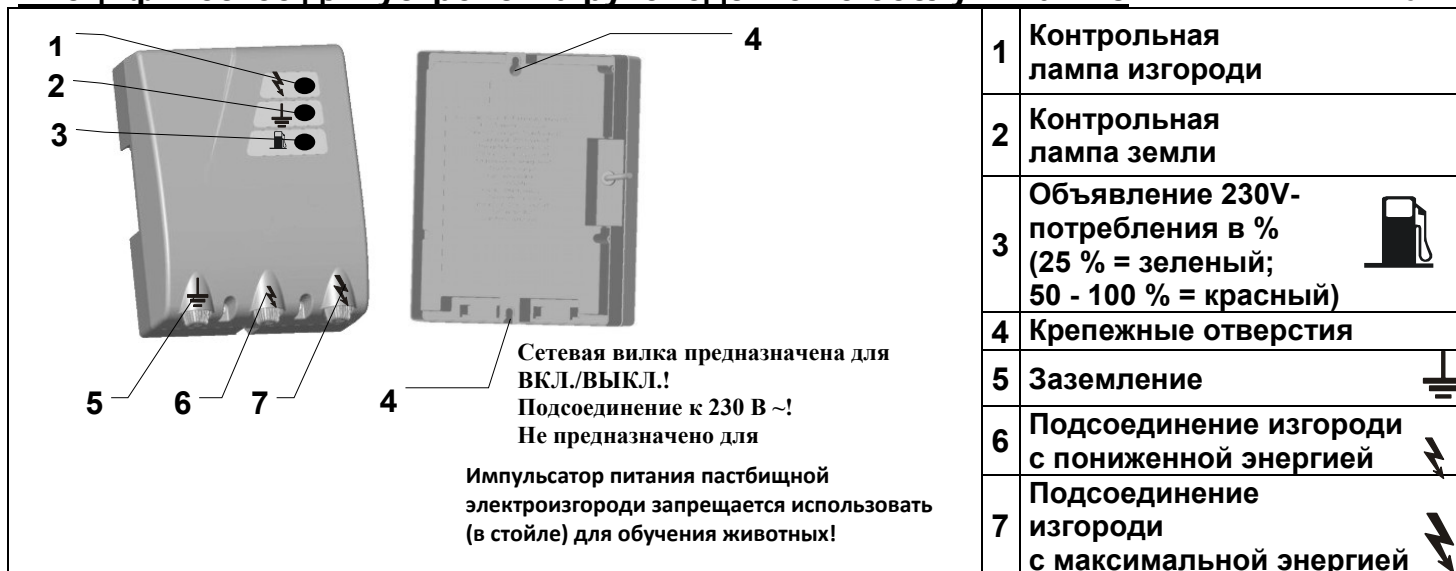 1
2
3
4
5
6
7
4
Сетевая вилка предназначена для
ВКЛ./ВЫКЛ.!
Подсоединение к 230 В ~!
Не предназначено для
Импульсатор питания пастбищной
электроизгороди запрещается использовать
(в стойле) для обучения животных!
1 Контрольная
лампа изгороди
2 Контрольная
лампа земли
3 Объявление 230V-
потребления в %
(25 % = зеленый;
50 - 100 % = красный)
4 Крепежные отверстия
5 Заземление
6 Подсоединение изгороди
с пониженной энергией
7 Подсоединение
изгороди
с максимальной энергией